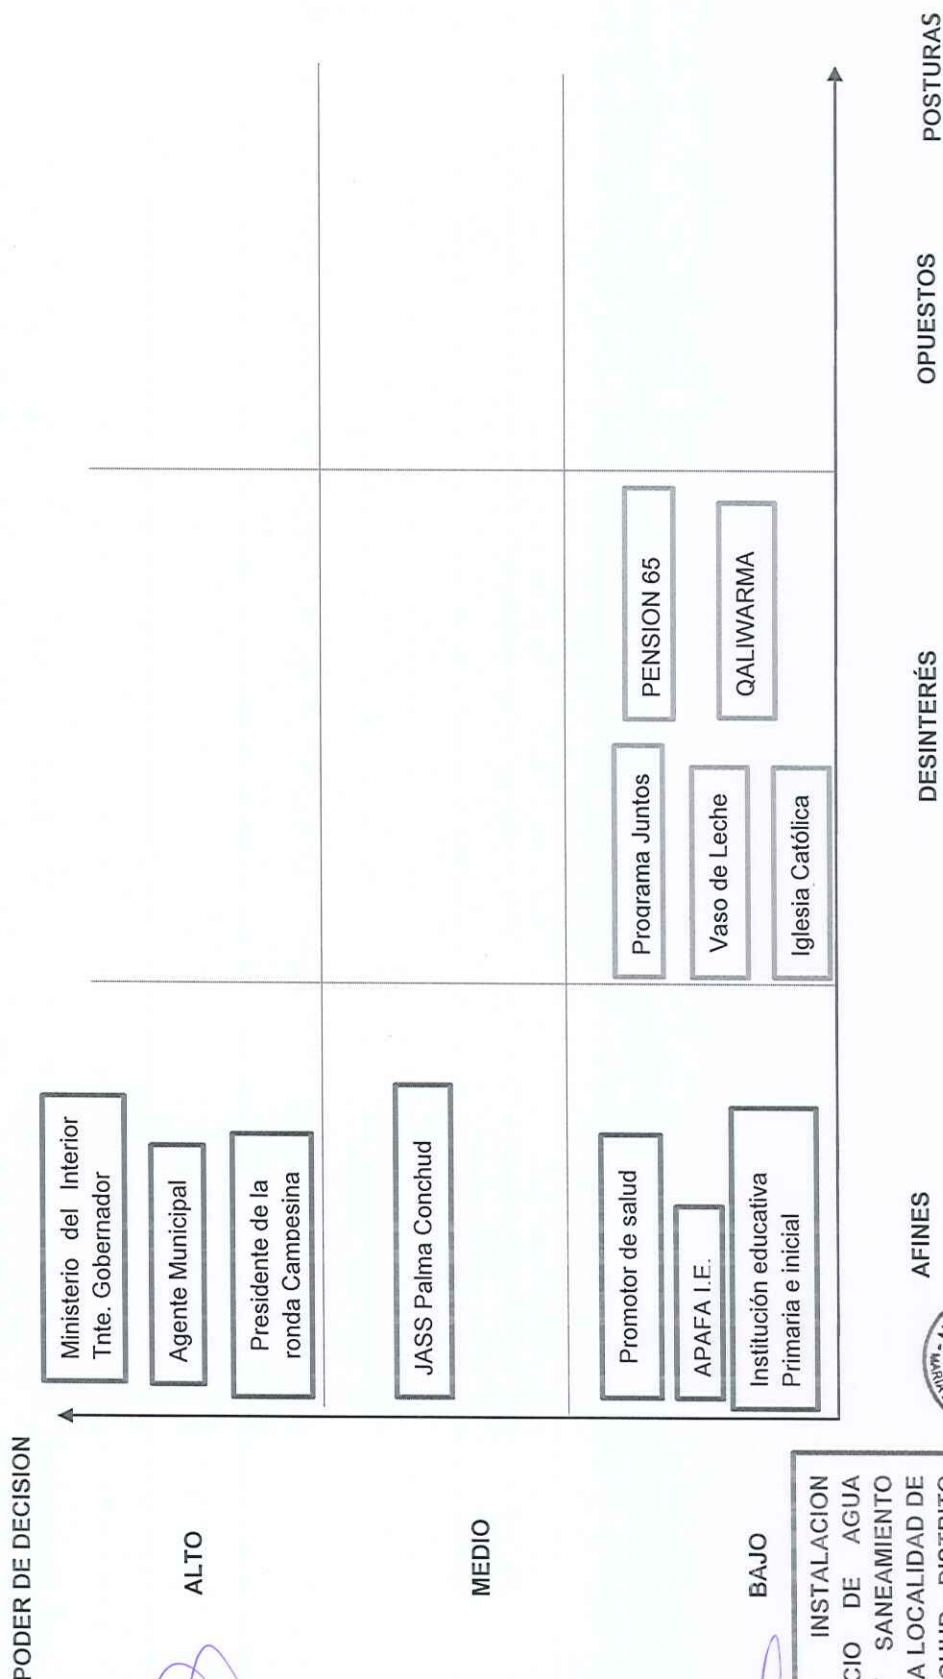 PODER DE DECISION
ALTO
Ministerio del Interior
Tnte. Gobernador
Agente Municipal
Presidente de la
ronda Campesina
MEDIO
JASS Palma Conchud
BAJO
Promotor de salud
APAFA I.E.
Institución educativa
Primaria e inicial
Programa Juntos
PENSION 65
Vaso de Leche
QALIWARMA
Iglesia Católica
AFINES
DESINTERÉS
OPUESTOS
POSTURAS
INSTALACION
CIO DE AGUA
SANEAMIENTO
A LOCALIDAD DE
DISTRITO